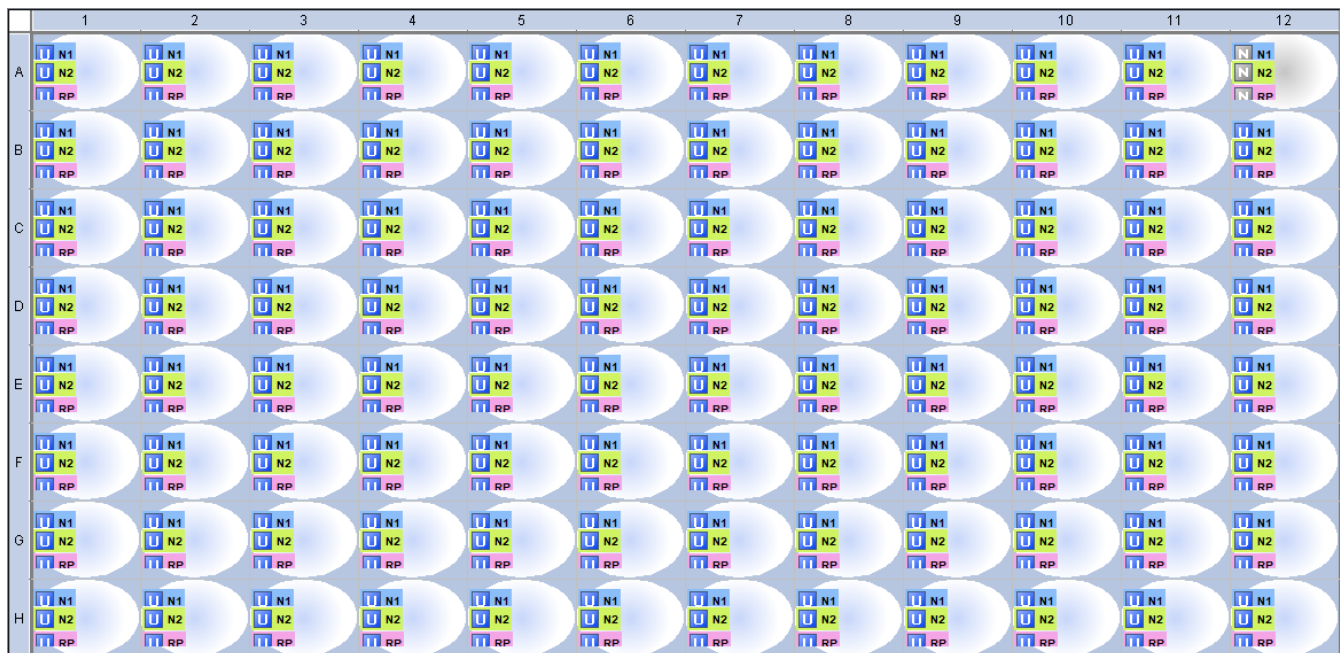 1 2 3 4 5 6 7 8 9 10 11 12
U N1 U N1 U N1 U N1 U N1 U N1 U N1 U N1 U N1 U N1 U N1 N N1
A U N2 U N2 U N2 U N2 U N2 U N2 U N2 U N2 U N2 U N2 U N2 N N2
U RP U RP U RP U RP U RP U RP U RP U RP U RP U RP U RP N RP
U N1 U N1 U N1 U N1 U N1 U N1 U N1 U N1 U N1 U N1 U N1 U N1
B U N2 U N2 U N2 U N2 U N2 U N2 U N2 U N2 U N2 U N2 U N2 U N2
U RP U RP U RP U RP U RP U RP U RP U RP U RP U RP U RP U RP
U N1 U N1 U N1 U N1 U N1 U N1 U N1 U N1 U N1 U N1 U N1 U N1
C U N2 U N2 U N2 U N2 U N2 U N2 U N2 U N2 U N2 U N2 U N2 U N2
U RP U RP U RP U RP U RP U RP U RP U RP U RP U RP U RP U RP
U N1 U N1 U N1 U N1 U N1 U N1 U N1 U N1 U N1 U N1 U N1 U N1
D U N2 U N2 U N2 U N2 U N2 U N2 U N2 U N2 U N2 U N2 U N2 U N2
U RP U RP U RP U RP U RP U RP U RP U RP U RP U RP U RP U RP
U N1 U N1 U N1 U N1 U N1 U N1 U N1 U N1 U N1 U N1 U N1 U N1
E U N2 U N2 U N2 U N2 U N2 U N2 U N2 U N2 U N2 U N2 U N2 U N2
U RP U RP U RP U RP U RP U RP U RP U RP U RP U RP U RP U RP
U N1 U N1 U N1 U N1 U N1 U N1 U N1 U N1 U N1 U N1 U N1 U N1
F U N2 U N2 U N2 U N2 U N2 U N2 U N2 U N2 U N2 U N2 U N2 U N2
U RP U RP U RP U RP U RP U RP U RP U RP U RP U RP U RP U RP
U N1 U N1 U N1 U N1 U N1 U N1 U N1 U N1 U N1 U N1 U N1 U N1
G U N2 U N2 U N2 U N2 U N2 U N2 U N2 U N2 U N2 U N2 U N2 U N2
U RP U RP U RP U RP U RP U RP U RP U RP U RP U RP U RP U RP
U N1 U N1 U N1 U N1 U N1 U N1 U N1 U N1 U N1 U N1 U N1 U N1
H U N2 U N2 U N2 U N2 U N2 U N2 U N2 U N2 U N2 U N2 U N2 U N2
U RP U RP U RP U RP U RP U RP U RP U RP U RP U RP U RP U RP